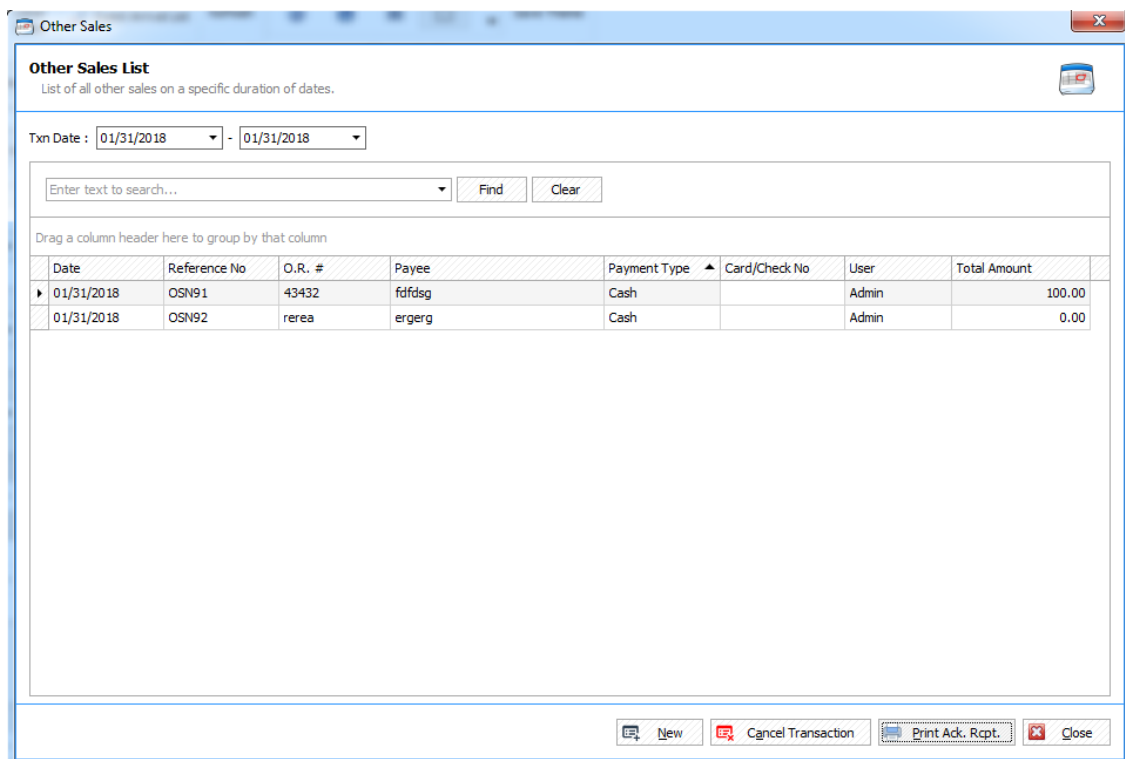 Other Sales
Other Sales List
List of all other sales on a specific duration of dates.
Txn Date : 01/31/2018 - 01/31/2018
Enter text to search... Find Clear
Drag a column header here to group by that column
Date Reference No O.R. # Payee Payment Type Card/Check No User Total Amount
01/31/2018 OSN91 43432 fdfdsg Cash Admin 100.00
01/31/2018 OSN92 rerea ergerg Cash Admin 0.00
New Cancel Transaction Print Ack. Rcpt. Close